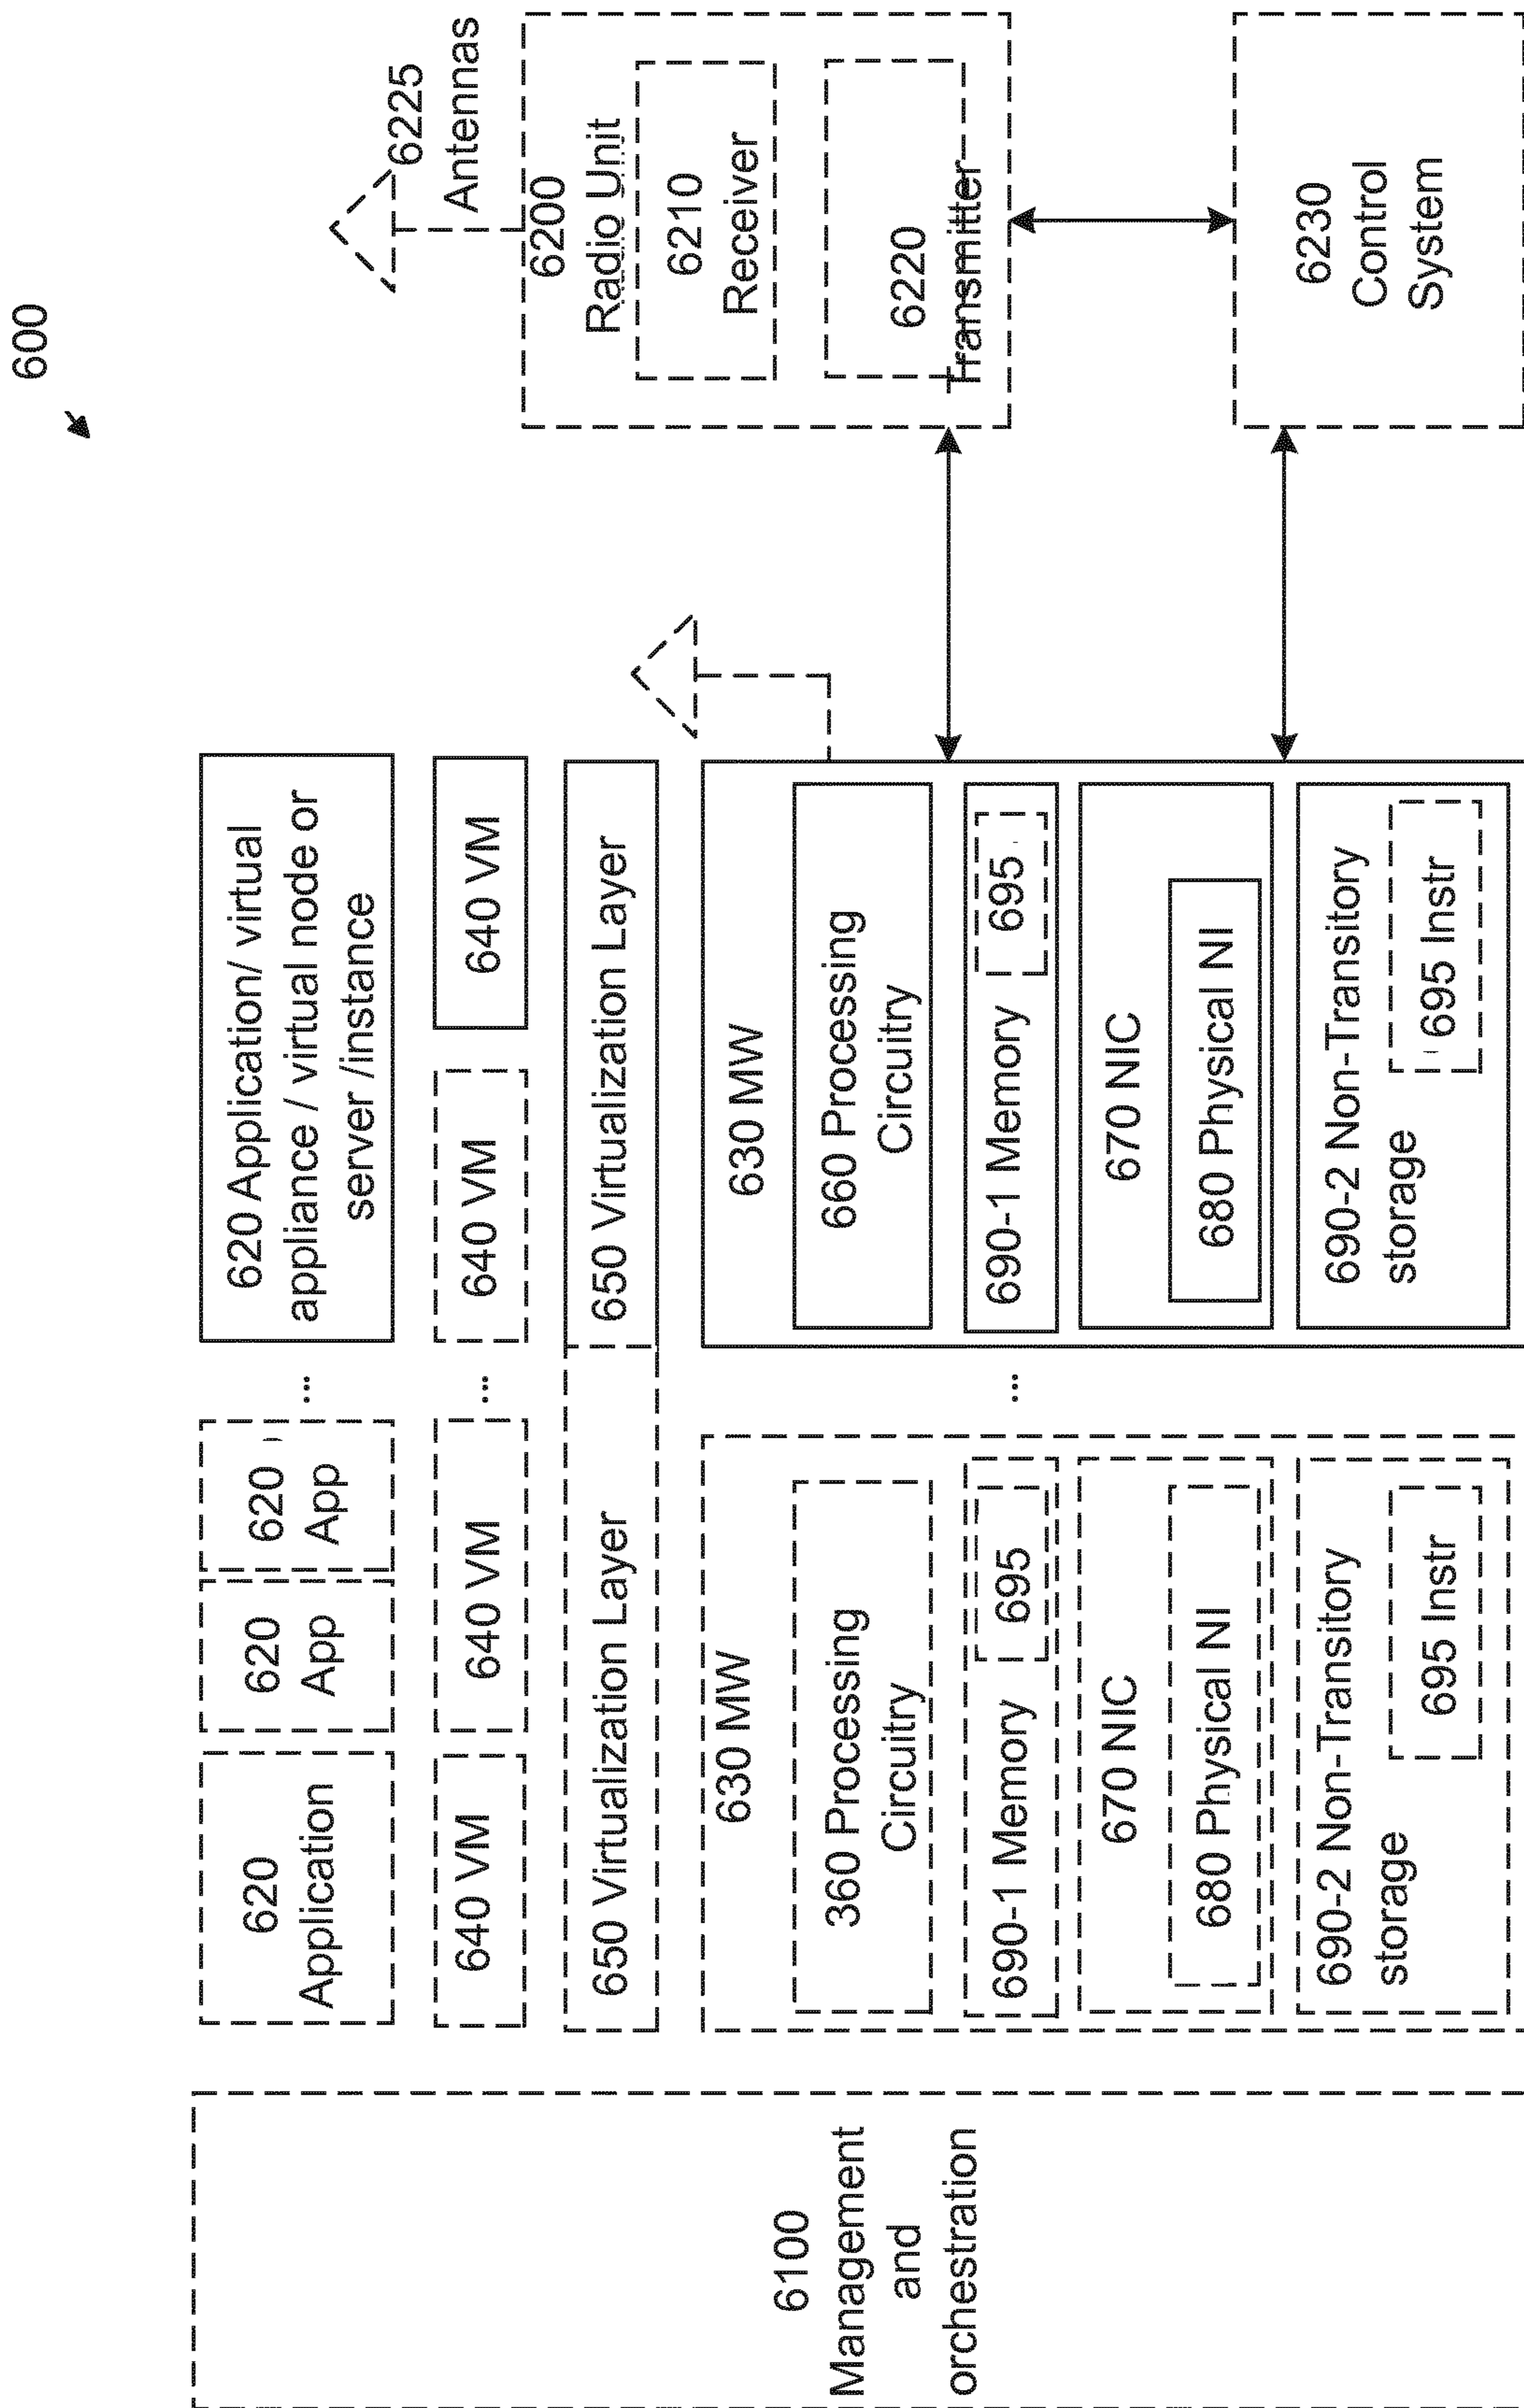 600
6100
Management
and
orchestration
620
Application
620
App
620
App
...
620 Application/ virtual
appliance / virtual node or
server /instance
640 VM
640 VM
...
640 VM
640 VM
650 Virtualization Layer
650 Virtualization Layer
630 MW
360 Processing
Circuitry
690-1 Memory
695
670 NIC
680 Physical NI
690-2 Non-Transitory
storage
695 Instr
...
630 MW
660 Processing
Circuitry
690-1 Memory
695
670 NIC
680 Physical NI
690-2 Non-Transitory
storage
695 Instr
6225
Antennas
6200
Radio Unit
6210
Receiver
6220
Transmitter
6230
Control
System